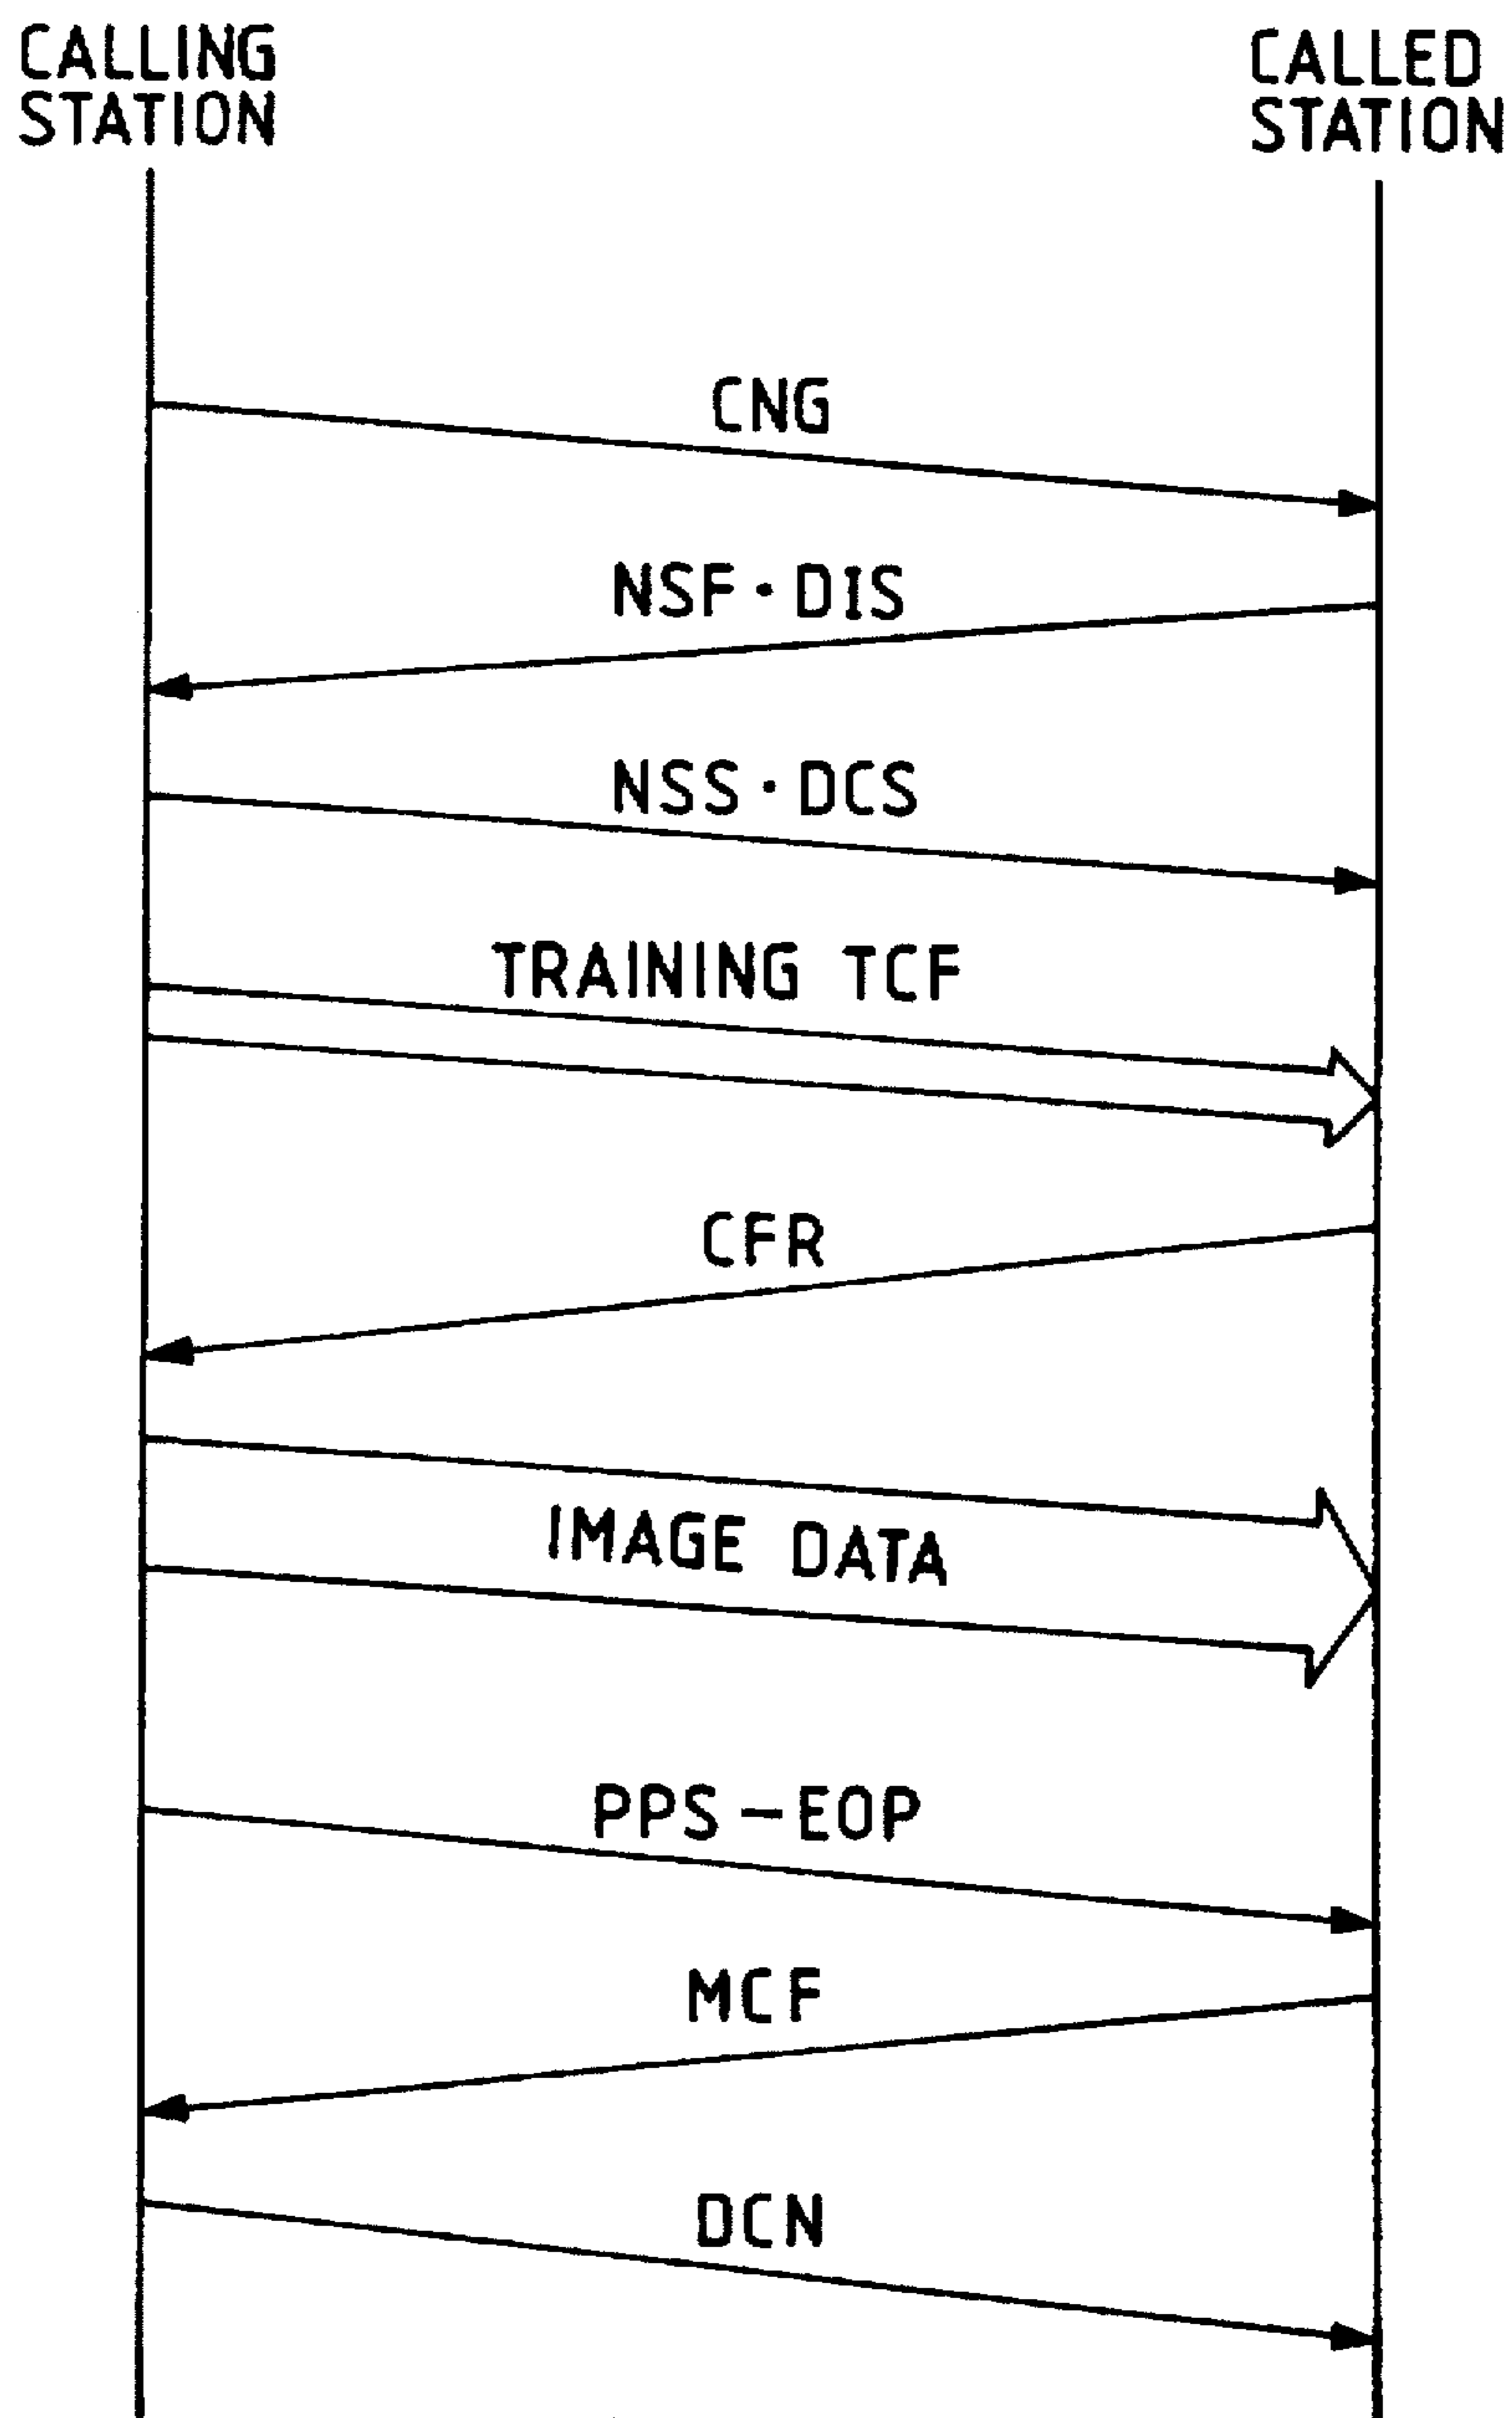 CALLING
STATION
CALLED
STATION
CNG
NSF·DIS
NSS·DCS
TRAINING TCF
CFR
IMAGE DATA
PPS-EOP
MCF
DCN